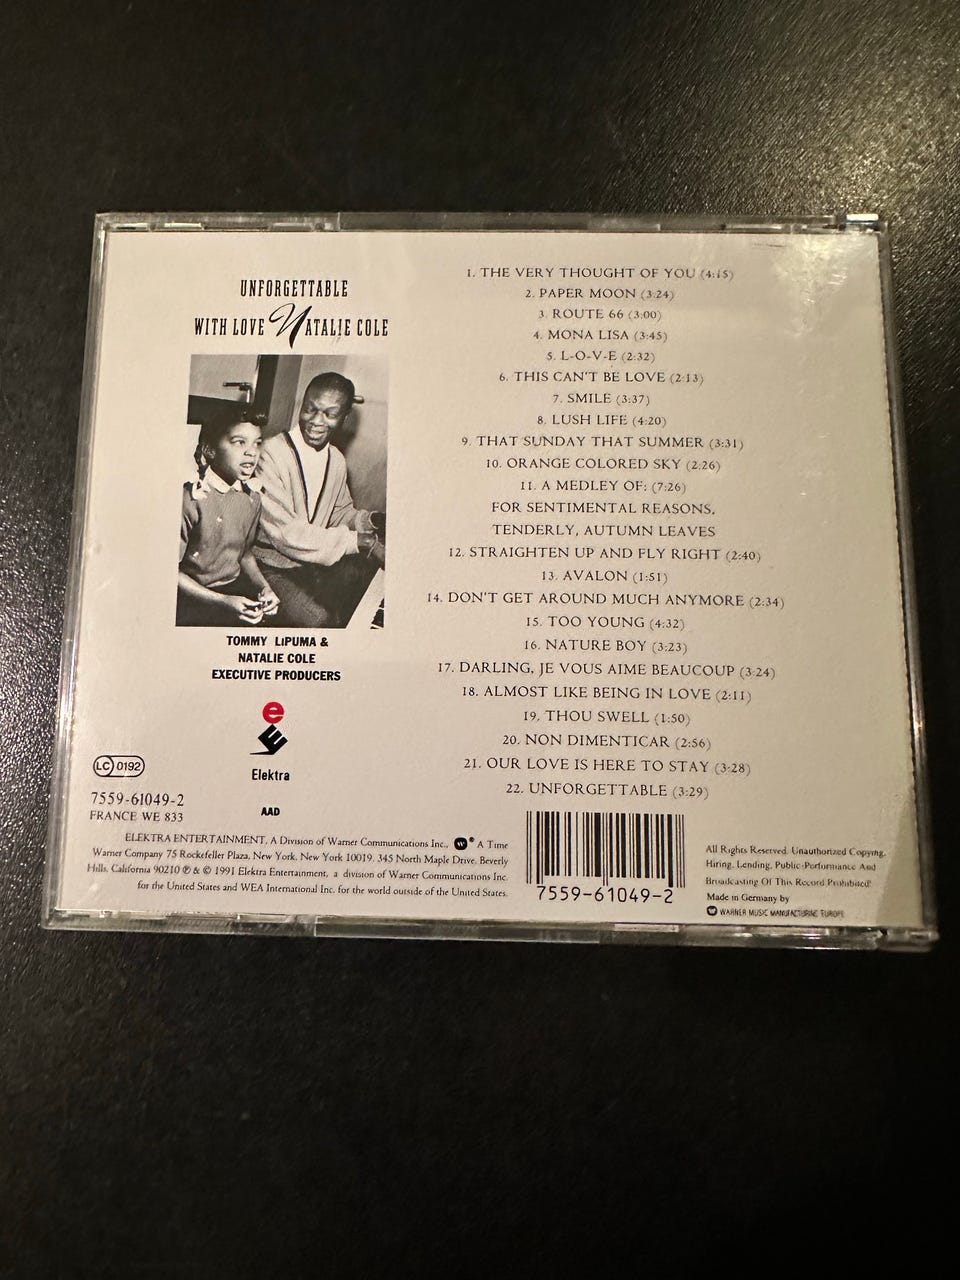 UNFORGETTABLE
WITH LOVE NATALIE COLE
TOMMY LiPUMA &
NATALIE COLE
EXECUTIVE PRODUCERS
e
E
Elektra
AAD
LC 0192
7559-61049-2
FRANCE WE 833
ELEKTRA ENTERTAINMENT, A Division of Warner Communications Inc., ® A Time
Warner Company 75 Rockefeller Plaza, New York, New York 10019. 345 North Maple Drive, Beverly
Hills, California 90210 ℗ & © 1991 Elektra Entertainment, a division of Warner Communications Inc.
for the United States and WEA International Inc. for the world outside of the United States.
1. THE VERY THOUGHT OF YOU (4:15)
2. PAPER MOON (3:24)
3. ROUTE 66 (3:00)
4. MONA LISA (3:45)
5. L-O-V-E (2:32)
6. THIS CAN'T BE LOVE (2:13)
7. SMILE (3:37)
8. LUSH LIFE (4:20)
9. THAT SUNDAY THAT SUMMER (3:31)
10. ORANGE COLORED SKY (2:26)
11. A MEDLEY OF: (7:26)
FOR SENTIMENTAL REASONS,
TENDERLY, AUTUMN LEAVES
12. STRAIGHTEN UP AND FLY RIGHT (2:40)
13. AVALON (1:51)
14. DON'T GET AROUND MUCH ANYMORE (2:34)
15. TOO YOUNG (4:32)
16. NATURE BOY (3:23)
17. DARLING, JE VOUS AIME BEAUCOUP (3:24)
18. ALMOST LIKE BEING IN LOVE (2:11)
19. THOU SWELL (1:50)
20. NON DIMENTICAR (2:56)
21. OUR LOVE IS HERE TO STAY (3:28)
22. UNFORGETTABLE (3:29)
7559-61049-2
All Rights Reserved. Unauthorized Copying,
Hiring, Lending, Public-Performance And
Broadcasting Of This Record Prohibited!
Made in Germany by
WARNER MUSIC MANUFACTURING EUROPE